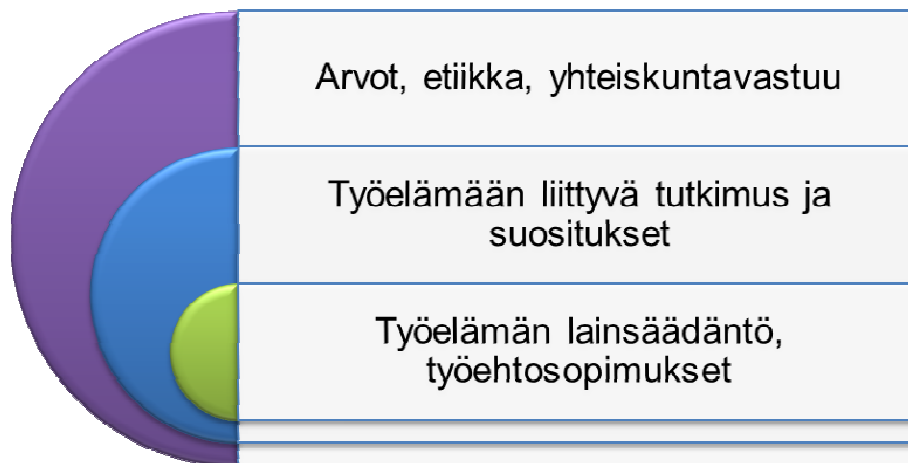 Arvot, etiikka, yhteiskuntavastuu
Työelämään liittyvä tutkimus ja
suositukset
Työelämän lainsäädäntö,
työehtosopimukset